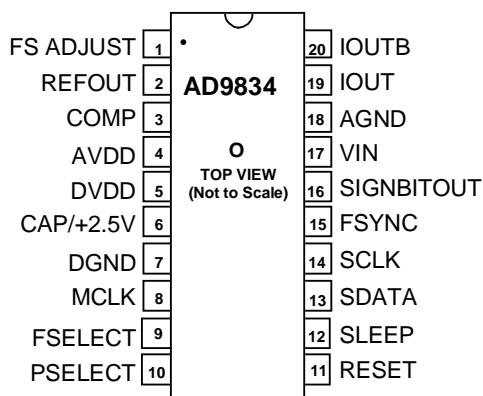 FS ADJUST 1 20 IOUTB
REFOUT 2 AD9834 19 IOUT
COMP 3 18 AGND
AVDD 4 O 17 VIN
TOP VIEW
DVDD 5 (Not to Scale) 16 SIGNBITOUT
CAP/+2.5V 6 15 FSYNC
DGND 7 14 SCLK
MCLK 8 13 SDATA
FSELECT 9 12 SLEEP
PSELECT 10 11 RESET